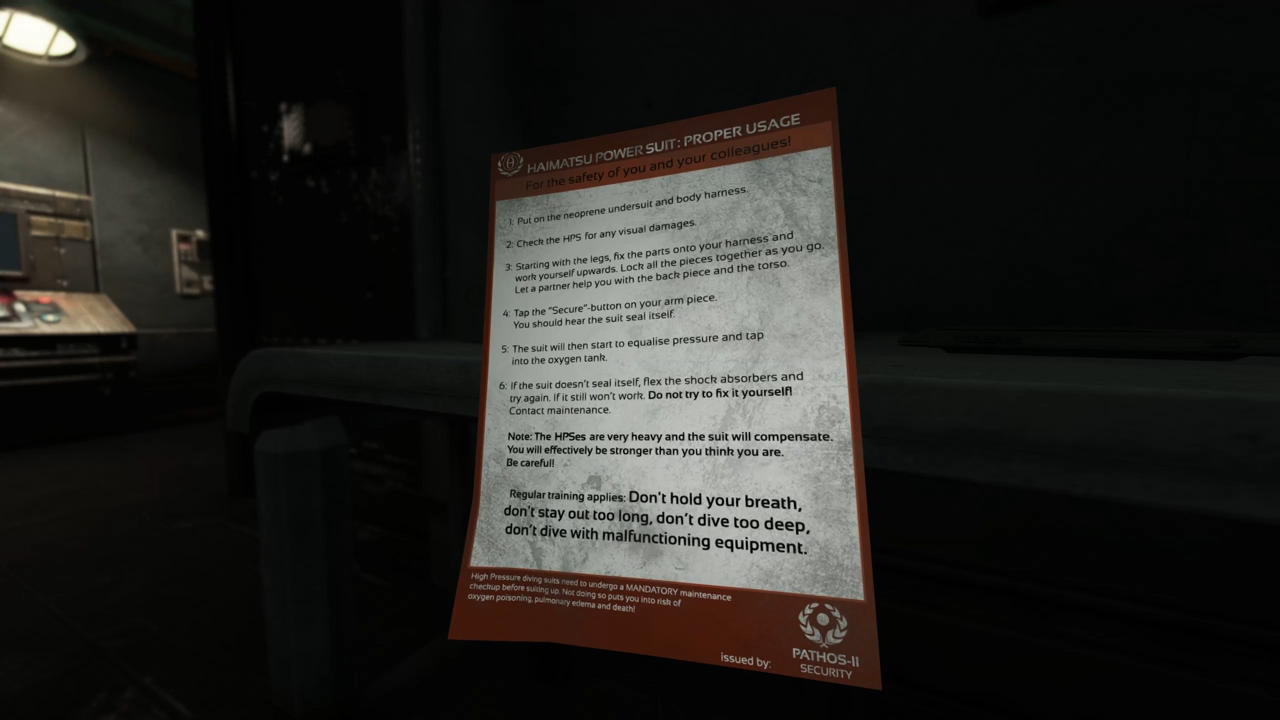 HAIMATSU POWER SUIT: PROPER USAGE
For the safety of you and your colleagues!
1: Put on the neoprene undersuit and body harness.
2: Check the HPS for any visual damages.
3: Starting with the legs, fix the parts onto your harness and
work yourself upwards. Lock all the pieces together as you go.
Let a partner help you with the back piece and the torso.
4: Tap the "Secure"-button on your arm piece.
You should hear the suit seal itself.
5: The suit will then start to equalise pressure and tap
into the oxygen tank.
6: If the suit doesn't seal itself, flex the shock absorbers and
try again. If it still won't work. Do not try to fix it yourself!
Contact maintenance.
Note: The HPSes are very heavy and the suit will compensate.
You will effectively be stronger than you think you are.
Be careful!
Regular training applies: Don't hold your breath,
don't stay out too long, don't dive too deep,
don't dive with malfunctioning equipment.
High Pressure diving suits need to undergo a MANDATORY maintenance
checkup before suiting up. Not doing so puts you into risk of
oxygen poisoning, pulmonary edema and death!
issued by:
PATHOS-II
SECURITY